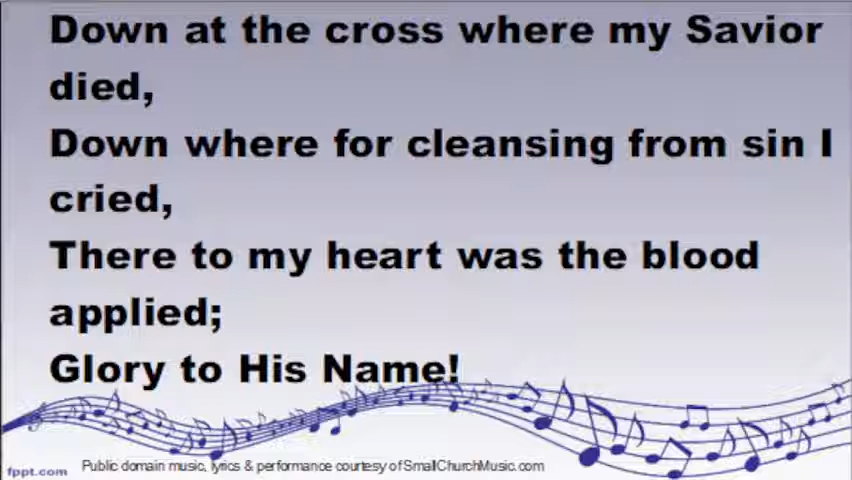 Down at the cross where my Savior
died,
Down where for cleansing from sin I
cried,
There to my heart was the blood
applied;
Glory to His Name!
fppt.com
Public domain music, lyrics & performance courtesy of SmallChurchMusic.com